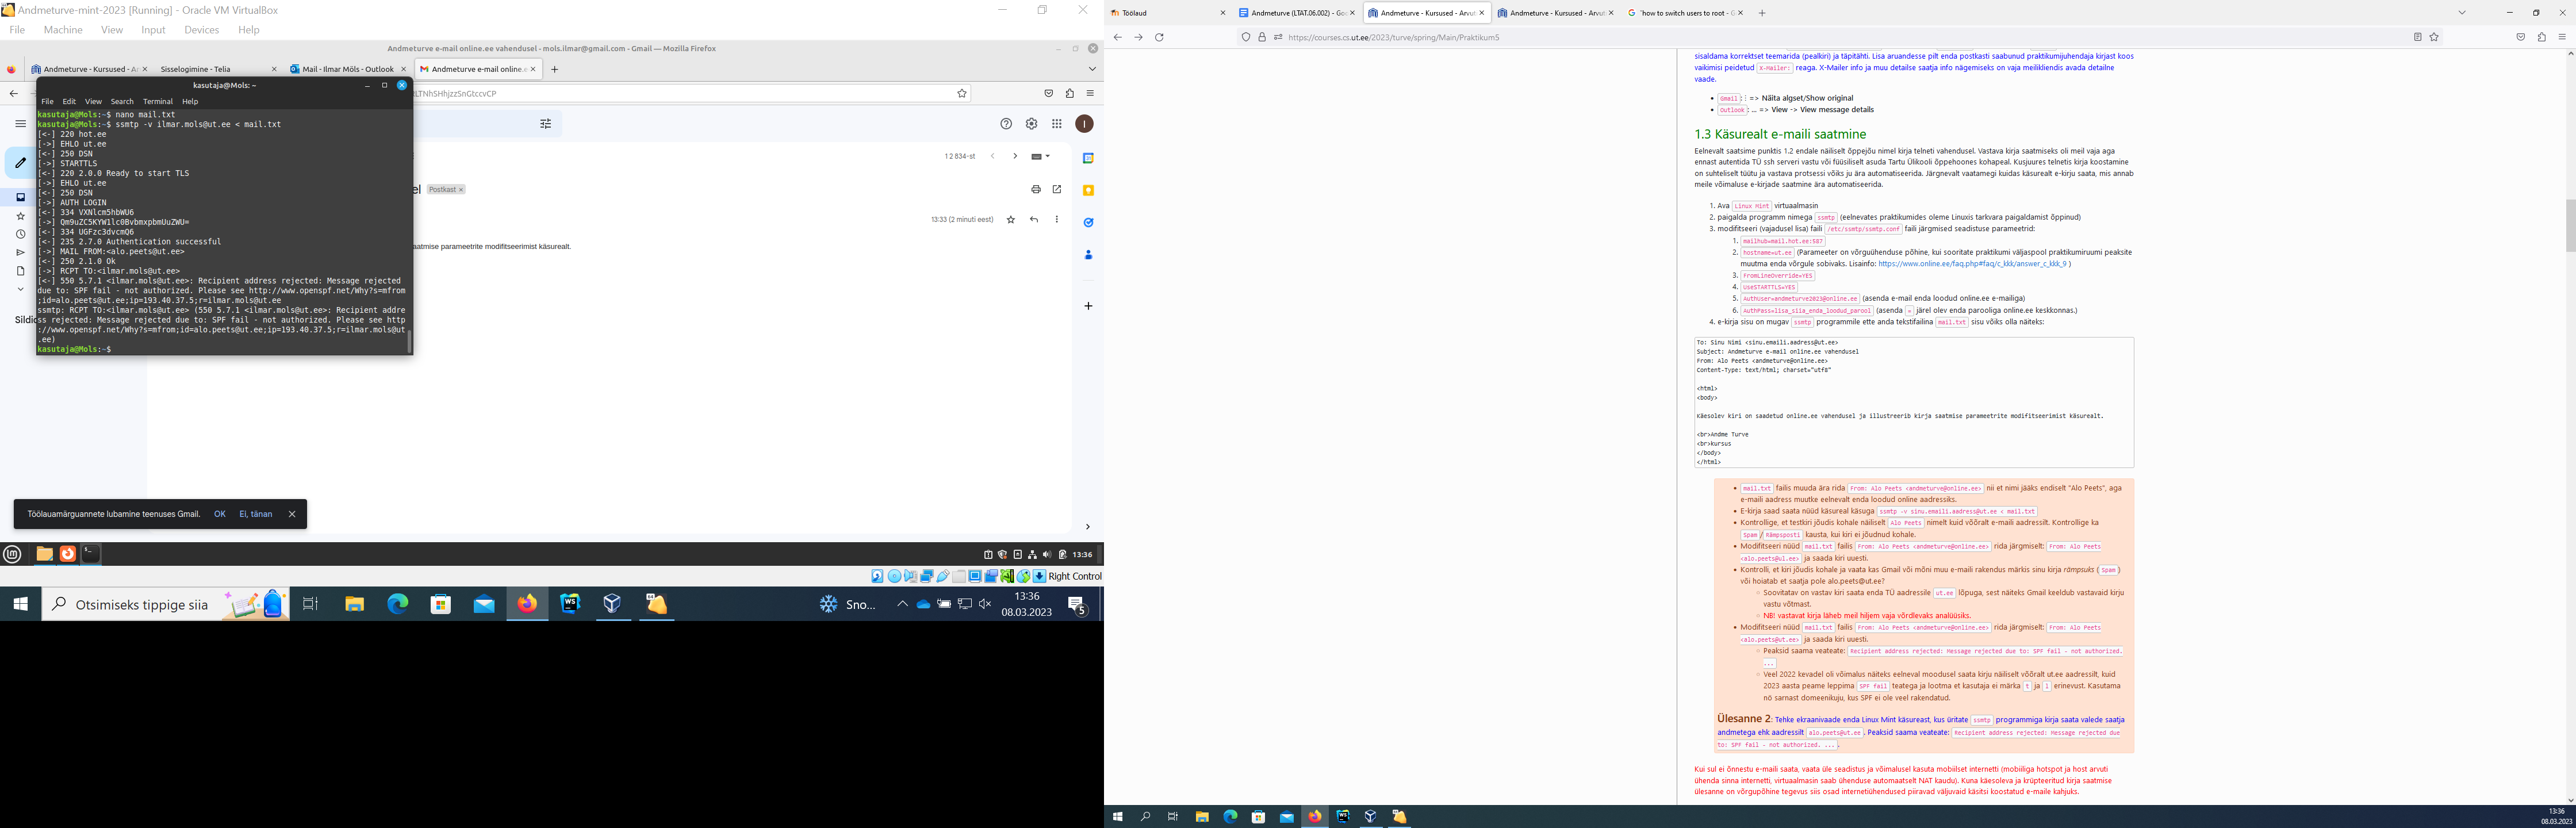 Andmeturve-mint-2023 [Running] - Oracle VM VirtualBox
File Machine View Input Devices Help
Andmeturve e-mail online.ee vahendusel - mols.ilmar@gmail.com - Gmail — Mozilla Firefox
Andmeturve - Kursused - Ar
Sisselogimine - Telia
Mail - Ilmar Möls - Outlook
Andmeturve e-mail online.e
LTNhSHhjzzSnGtccvCP
kasutaja@Mols: ~
File Edit View Search Terminal Help
kasutaja@Mols:~$ nano mail.txt
kasutaja@Mols:~$ ssmtp -v ilmar.mols@ut.ee < mail.txt
[<-] 220 hot.ee
[->] EHLO ut.ee
[<-] 250 DSN
[->] STARTTLS
[<-] 220 2.0.0 Ready to start TLS
[->] EHLO ut.ee
[<-] 250 DSN
[->] AUTH LOGIN
[<-] 334 VXNlcm5hbWU6
[->] Qm9uZC5KYW1lc0BvbmxpbmUuZWU=
[<-] 334 UGFzc3dvcmQ6
[<-] 235 2.7.0 Authentication successful
[->] MAIL FROM:<alo.peets@ut.ee>
[<-] 250 2.1.0 Ok
[->] RCPT TO:<ilmar.mols@ut.ee>
[<-] 550 5.7.1 <ilmar.mols@ut.ee>: Recipient address rejected: Message rejected
due to: SPF fail - not authorized. Please see http://www.openspf.net/Why?s=mfrom
;id=alo.peets@ut.ee;ip=193.40.37.5;r=ilmar.mols@ut.ee
ssmtp: RCPT TO:<ilmar.mols@ut.ee> (550 5.7.1 <ilmar.mols@ut.ee>: Recipient addre
ss rejected: Message rejected due to: SPF fail - not authorized. Please see http
://www.openspf.net/Why?s=mfrom;id=alo.peets@ut.ee;ip=193.40.37.5;r=ilmar.mols@ut
.ee)
kasutaja@Mols:~$
I
1 2 834-st
el Postkast ×
13:33 (2 minuti eest)
aatmise parameetrite modifitseerimist käsurealt.
Sildi
Töölauamärguannete lubamine teenuses Gmail. OK Ei, tänan
13:36
Right Control
Otsimiseks tippige siia
Sno...
13:36
08.03.2023
5
Töölaud
Andmeturve (LTAT.06.002) - Goo
Andmeturve - Kursused - Arvut
Andmeturve - Kursused - Arvut
"how to switch users to root - G
https://courses.cs.ut.ee/2023/turve/spring/Main/Praktikum5
sisaldama korrektset teemarida (pealkiri) ja täpitähti. Lisa aruandesse pilt enda postkasti saabunud praktikumijuhendaja kirjast koos
vaikimisi peidetud X-Mailer: reaga. X-Mailer info ja muu detailse saatja info nägemiseks on vaja meilikliendis avada detailne
vaade.
• Gmail: ⋮ => Näita algset/Show original
• Outlook: ... => View -> View message details
1.3 Käsurealt e-maili saatmine
Eelnevalt saatsime punktis 1.2 endale näiliselt õppejõu nimel kirja telneti vahendusel. Vastava kirja saatmiseks oli meil vaja aga
ennast autentida TÜ ssh serveri vastu või füüsiliselt asuda Tartu Ülikooli õppehoones kohapeal. Kusjuures telnetis kirja koostamine
on suhteliselt tüütu ja vastava protsessi võiks ju ära automatiseerida. Järgnevalt vaatamegi kuidas käsurealt e-kirju saata, mis annab
meile võimaluse e-kirjade saatmine ära automatiseerida.
1. Ava Linux Mint virtuaalmasin
2. paigalda programm nimega ssmtp (eelnevates praktikumides oleme Linuxis tarkvara paigaldamist õppinud)
3. modifitseeri (vajadusel lisa) faili /etc/ssmtp/ssmtp.conf faili järgmised seadistuse parameetrid:
1. mailhub=mail.hot.ee:587
2. hostname=ut.ee (Parameeter on võrguühenduse põhine, kui sooritate praktikumi väljaspool praktikumiruumi peaksite
muutma enda võrgule sobivaks. Lisainfo: https://www.online.ee/faq.php#faq/c_kkk/answer_c_kkk_9 )
3. FromLineOverride=YES
4. UseSTARTTLS=YES
5. AuthUser=andmeturve2023@online.ee (asenda e-mail enda loodud online.ee e-mailiga)
6. AuthPass=lisa_siia_enda_loodud_parool (asenda = järel olev enda parooliga online.ee keskkonnas.)
4. e-kirja sisu on mugav ssmtp programmile ette anda tekstifailina mail.txt sisu võiks olla näiteks:
To: Sinu Nimi <sinu.emaili.aadress@ut.ee>
Subject: Andmeturve e-mail online.ee vahendusel
From: Alo Peets <andmeturve@online.ee>
Content-Type: text/html; charset="utf8"
<html>
<body>
Käesolev kiri on saadetud online.ee vahendusel ja illustreerib kirja saatmise parameetrite modifitseerimist käsurealt.
<br>Andme Turve
<br>kursus
</body>
</html>
• mail.txt failis muuda ära rida From: Alo Peets <andmeturve@online.ee> nii et nimi jääks endiselt "Alo Peets", aga
e-maili aadress muutke eelnevalt enda loodud online aadressiks.
• E-kirja saad saata nüüd käsureal käsuga ssmtp -v sinu.emaili.aadress@ut.ee < mail.txt
• Kontrollige, et testkiri jõudis kohale näiliselt Alo Peets nimelt kuid võõralt e-maili aadressilt. Kontrollige ka
Spam / Rämpsposti kausta, kui kiri ei jõudnud kohale.
• Modifitseeri nüüd mail.txt failis From: Alo Peets <andmeturve@online.ee> rida järgmiselt: From: Alo Peets
<alo.peets@ul.ee> ja saada kiri uuesti.
• Kontrolli, et kiri jõudis kohale ja vaata kas Gmail või mõni muu e-maili rakendus märkis sinu kirja rämpsuks ( Spam )
või hoiatab et saatja pole alo.peets@ut.ee?
○ Soovitatav on vastav kiri saata enda TÜ aadressile ut.ee lõpuga, sest näiteks Gmail keeldub vastavaid kirju
vastu võtmast.
○ NB! vastavat kirja läheb meil hiljem vaja võrdlevaks analüüsiks.
• Modifitseeri nüüd mail.txt failis From: Alo Peets <andmeturve@online.ee> rida järgmiselt: From: Alo Peets
<alo.peets@ut.ee> ja saada kiri uuesti.
○ Peaksid saama veateate: Recipient address rejected: Message rejected due to: SPF fail - not authorized.
...
○ Veel 2022 kevadel oli võimalus näiteks eelneval moodusel saata kirju näiliselt võõralt ut.ee aadressilt, kuid
2023 aasta peame leppima SPF fail teatega ja lootma et kasutaja ei märka t ja l erinevust. Kasutama
nö sarnast domeenikuju, kus SPF ei ole veel rakendatud.
Ülesanne 2: Tehke ekraanivaade enda Linux Mint käsureast, kus üritate ssmtp programmiga kirja saata valede saatja
andmetega ehk aadressilt alo.peets@ut.ee. Peaksid saama veateate: Recipient address rejected: Message rejected due
to: SPF fail - not authorized. ....
Kui sul ei õnnestu e-maili saata, vaata üle seadistus ja võimalusel kasuta mobiilset internetti (mobiiliga hotspot ja host arvuti
ühenda sinna internetti, virtuaalmasin saab ühenduse automaatselt NAT kaudu). Kuna käesoleva ja krüpteeritud kirja saatmise
ülesanne on võrgupõhine tegevus siis osad internetiühendused piiravad väljuvaid käsitsi koostatud e-maile kahjuks.
13:36
08.03.2023